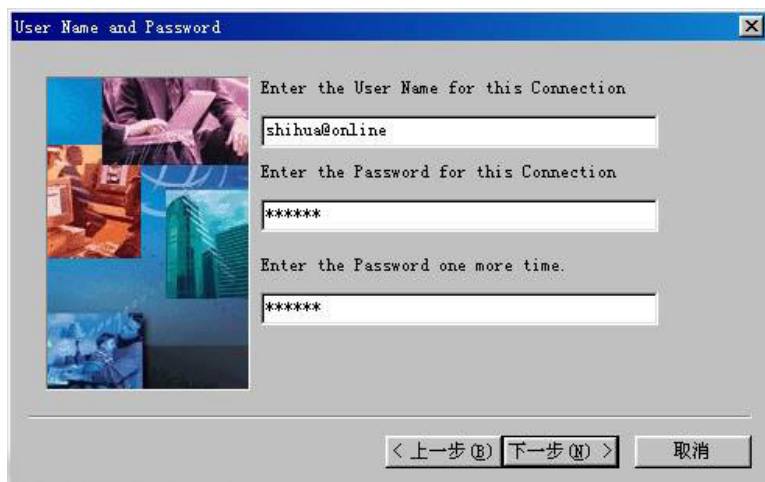 User Name and Password
Enter the User Name for this Connection
shihua@online
Enter the Password for this Connection
******
Enter the Password one more time.
******
< 上一步(B) 下一步(N) > 取消